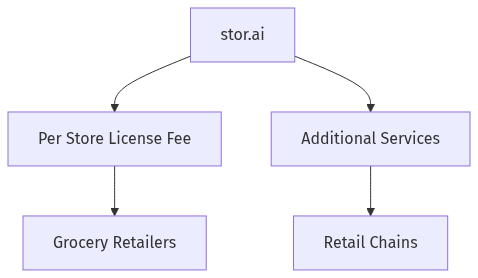 stor.ai
Per Store License Fee
Additional Services
Grocery Retailers
Retail Chains